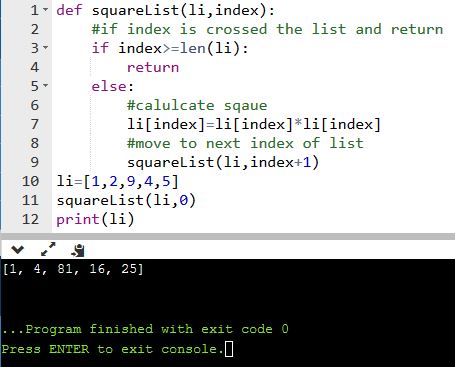 1 def squareList(li,index):
2     #if index is crossed the list and return
3     if index>=len(li):
4         return
5     else:
6         #calulcate sqaue
7         li[index]=li[index]*li[index]
8         #move to next index of list
9         squareList(li,index+1)
10 li=[1,2,9,4,5]
11 squareList(li,0)
12 print(li)
[1, 4, 81, 16, 25]
...Program finished with exit code 0
Press ENTER to exit console.